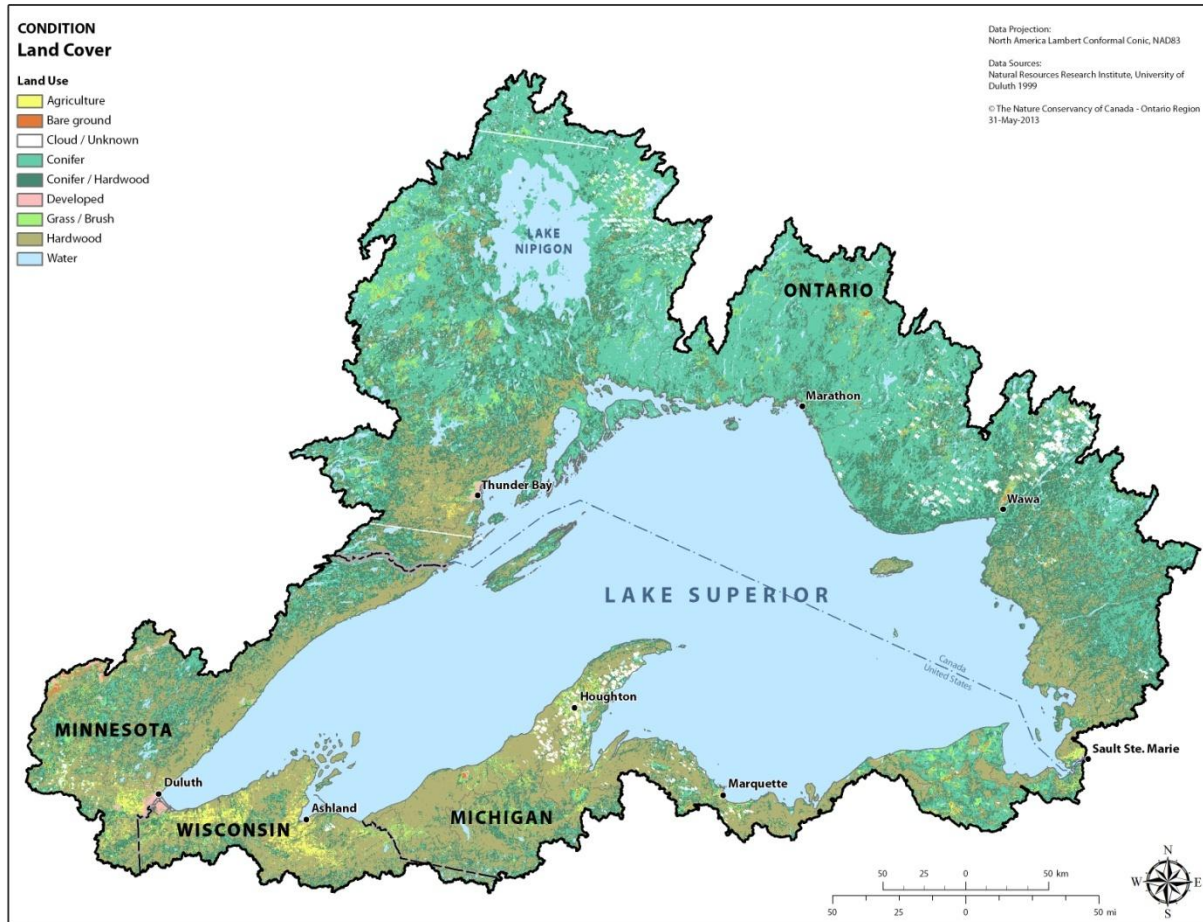 CONDITION
Land Cover
Land Use
Agriculture
Bare ground
Cloud / Unknown
Conifer
Conifer / Hardwood
Developed
Grass / Brush
Hardwood
Water
Data Projection:
North America Lambert Conformal Conic, NAD83
Data Sources:
Natural Resources Research Institute, University of
Duluth 1999
© The Nature Conservancy of Canada - Ontario Region
31-May-2013
LAKE
NIPIGON
ONTARIO
Marathon
Thunder Bay
Wawa
LAKE SUPERIOR
Canada
United States
Houghton
MINNESOTA
Sault Ste. Marie
Duluth
Marquette
Ashland
WISCONSIN
MICHIGAN
50 25 0 25 50 km
50 25 0 25 50 mi
N
W E
S